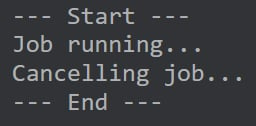 --- Start ---
Job running...
Cancelling job...
--- End ---